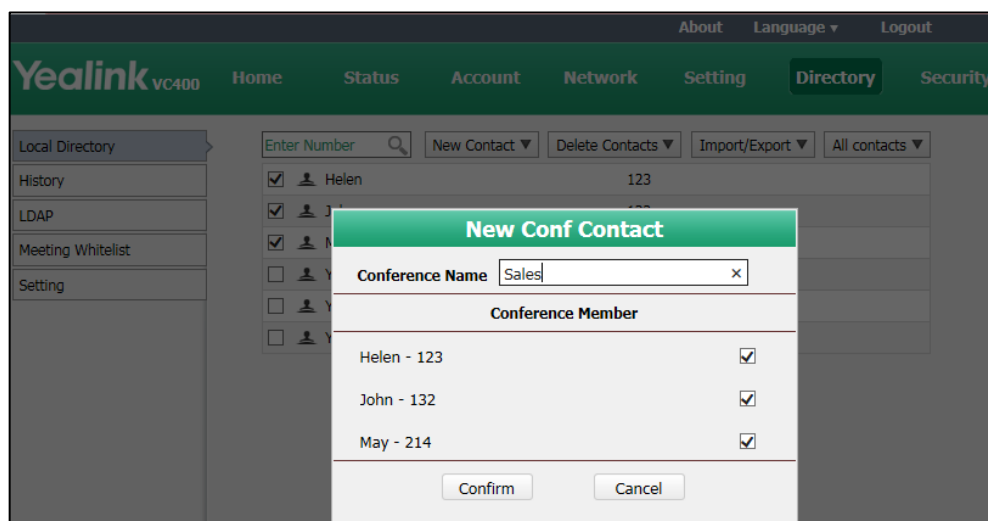 About Language ▾ Logout
Yealink VC400 Home Status Account Network Setting Directory Security
Local Directory Enter Number New Contact ▼ Delete Contacts ▼ Import/Export ▼ All contacts ▼
History Helen 123
LDAP
Meeting Whitelist
Setting
New Conf Contact
Conference Name Sales ×
Conference Member
Helen - 123
John - 132
May - 214
Confirm Cancel